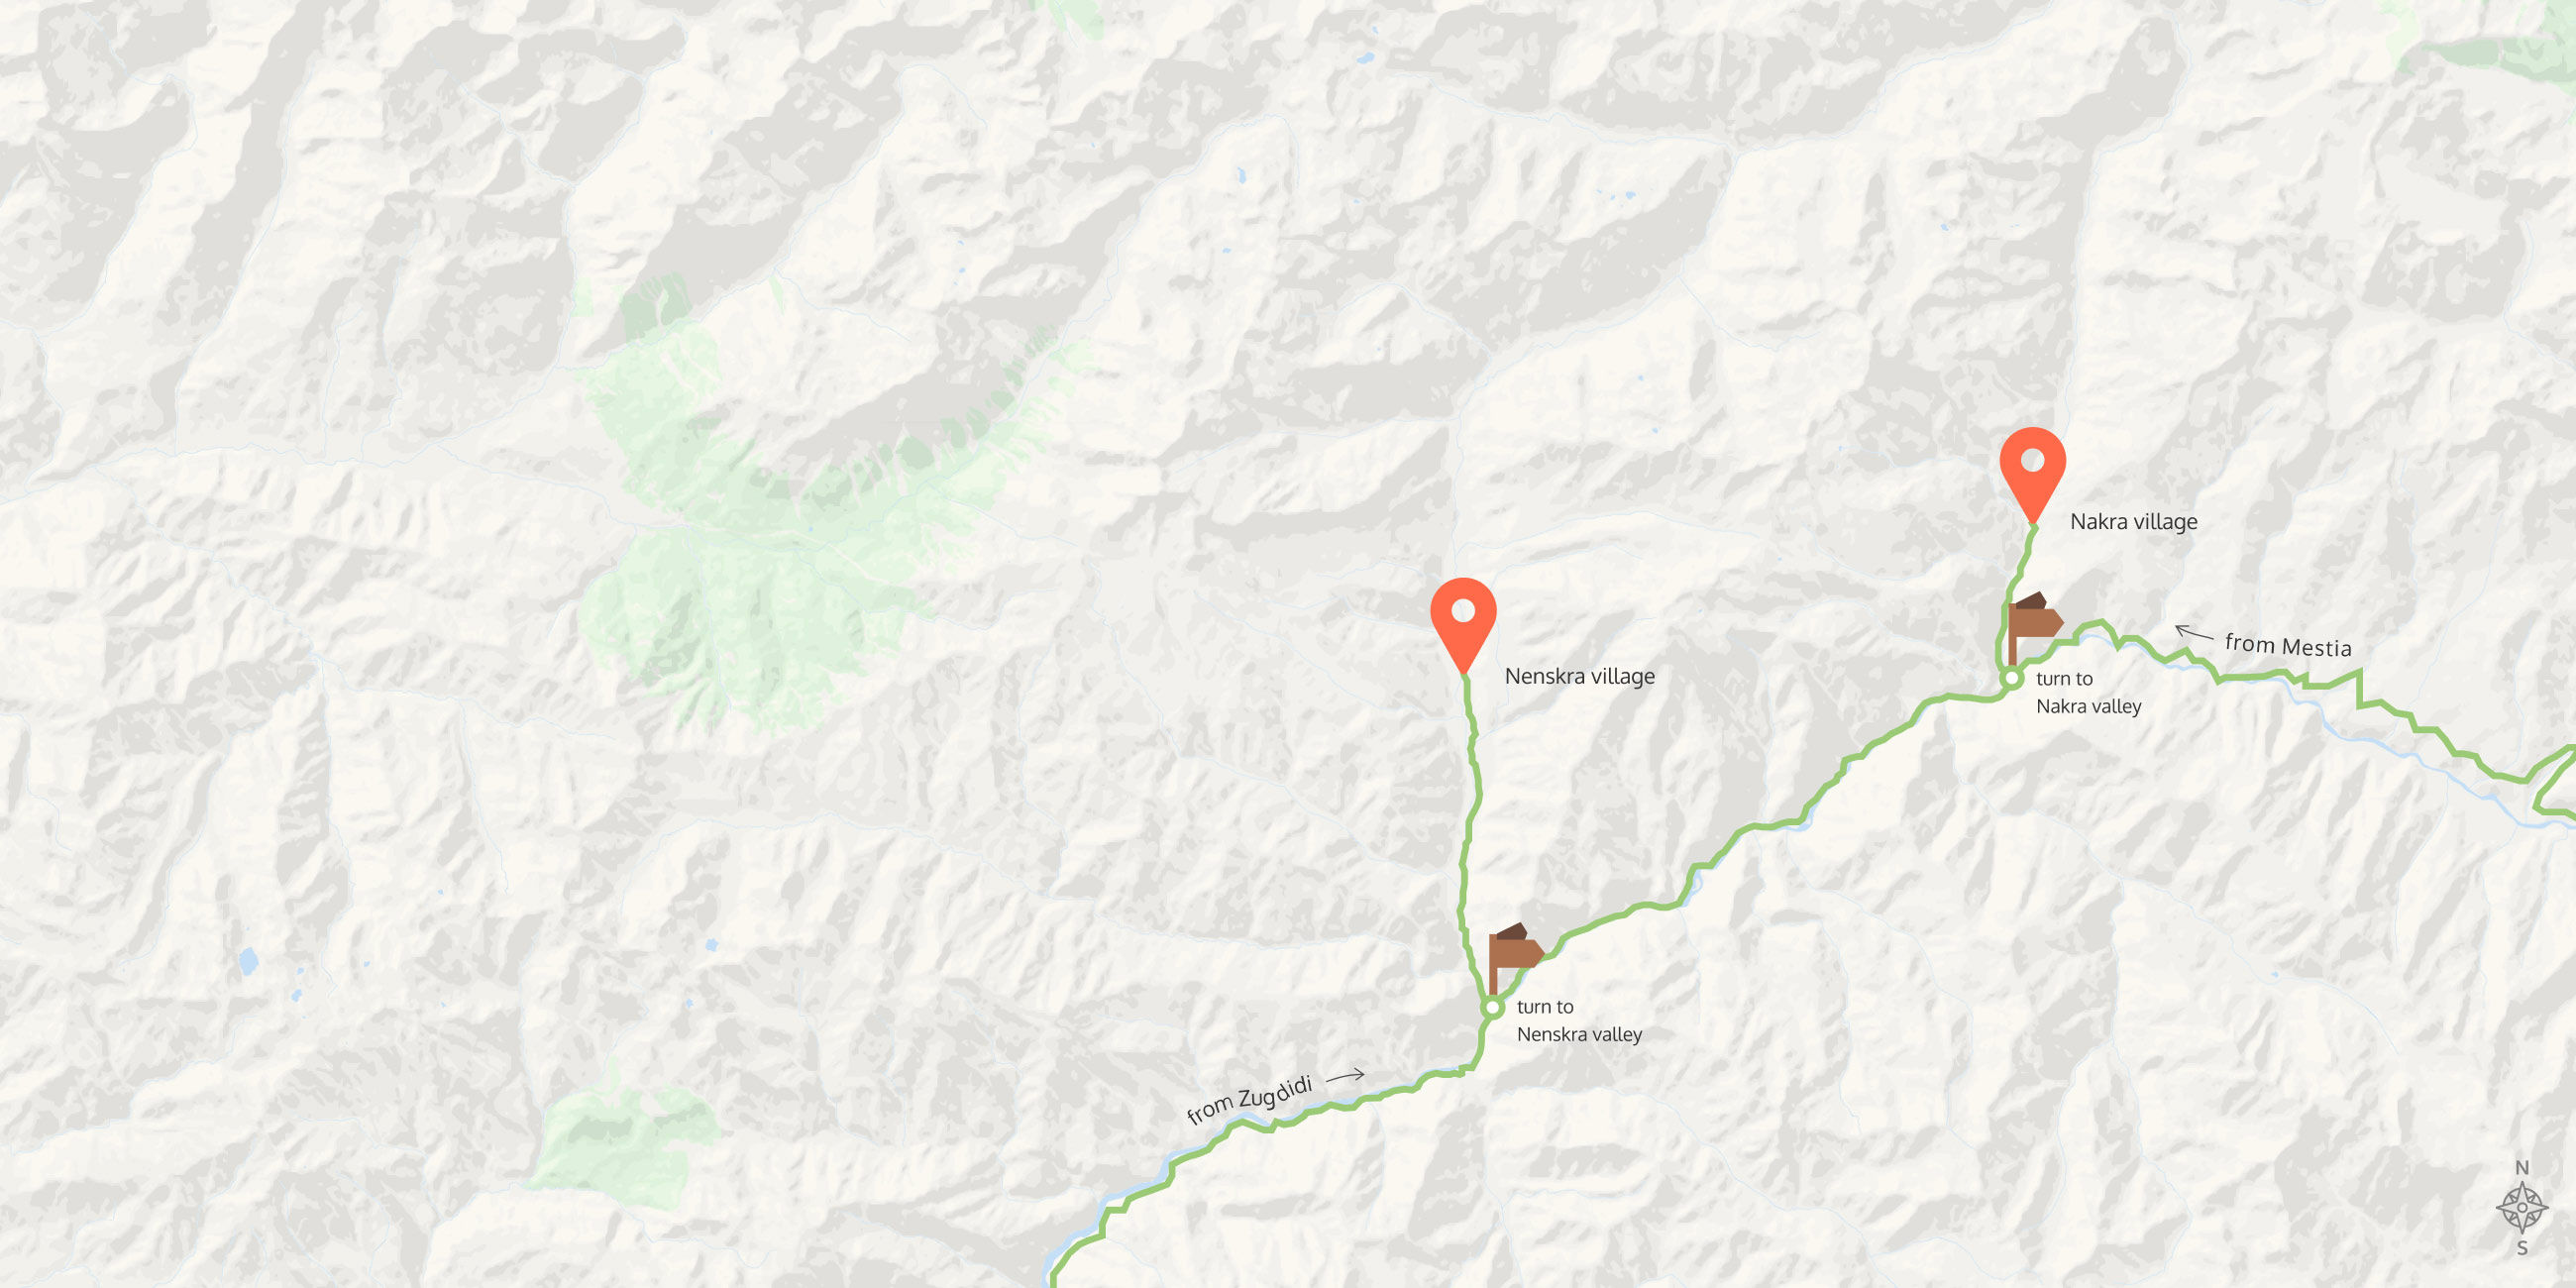 Nakra village
from Mestia
Nenskra village
turn to
Nakra valley
turn to
Nenskra valley
from Zugdidi
N
S